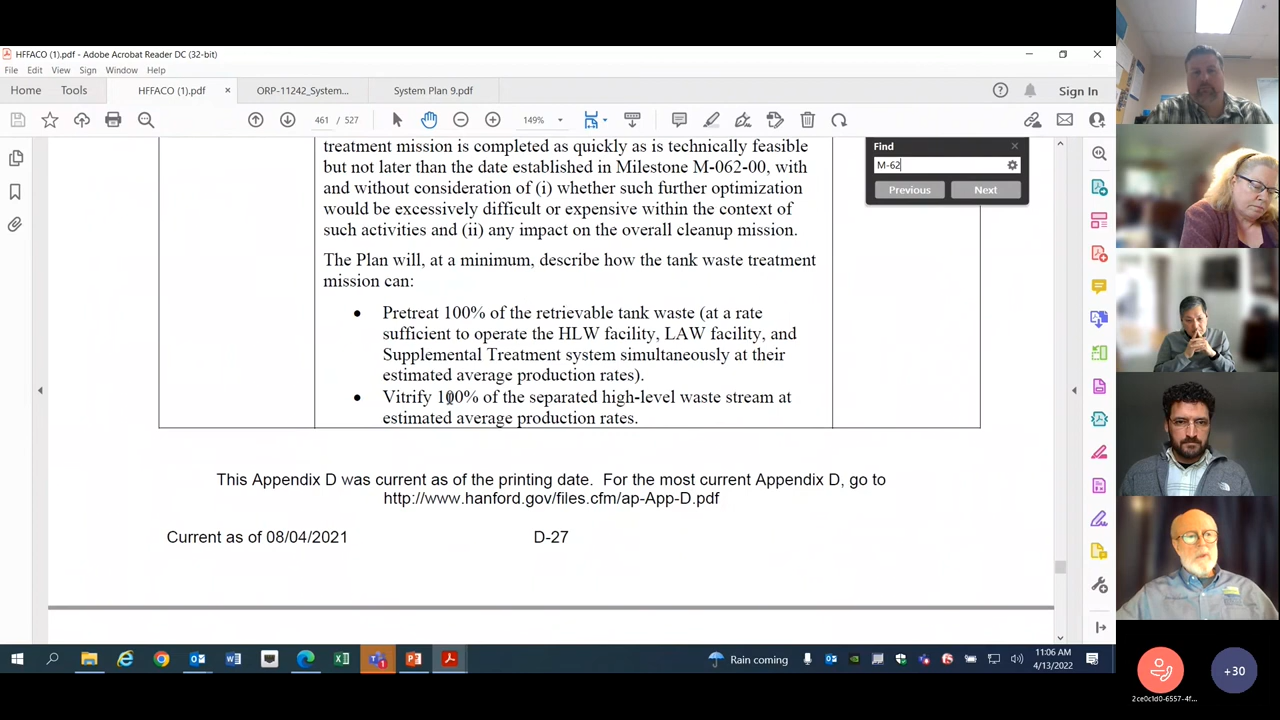 HFFACO (1).pdf - Adobe Acrobat Reader DC (32-bit)
File Edit View Sign Window Help
Home Tools HFFACO (1).pdf × ORP-11242_System... System Plan 9.pdf Sign In
461 / 527 149%
Find
M-62
Previous Next
treatment mission is completed as quickly as is technically feasible
but not later than the date established in Milestone M-062-00, with
and without consideration of (i) whether such further optimization
would be excessively difficult or expensive within the context of
such activities and (ii) any impact on the overall cleanup mission.
The Plan will, at a minimum, describe how the tank waste treatment
mission can:
• Pretreat 100% of the retrievable tank waste (at a rate
sufficient to operate the HLW facility, LAW facility, and
Supplemental Treatment system simultaneously at their
estimated average production rates).
• Vitrify 100% of the separated high-level waste stream at
estimated average production rates.
This Appendix D was current as of the printing date. For the most current Appendix D, go to
http://www.hanford.gov/files.cfm/ap-App-D.pdf
Current as of 08/04/2021 D-27
Rain coming
11:06 AM
4/13/2022
2ce0c1d0-6557-4f...
+30